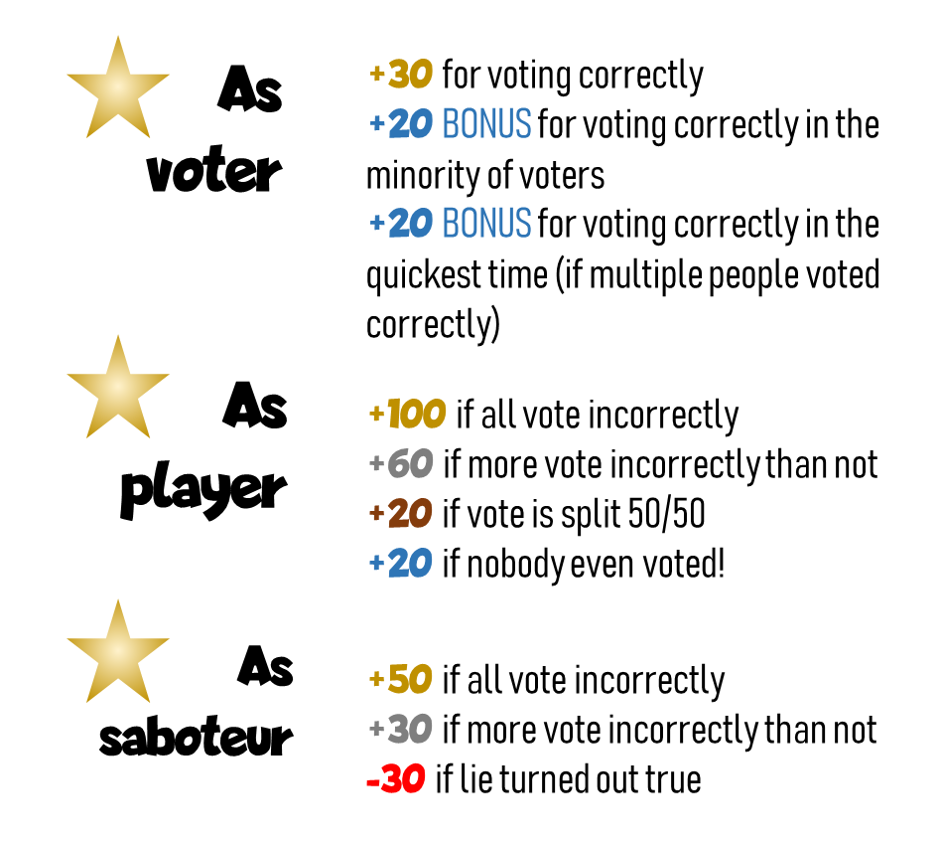 As
voter
+30 for voting correctly
+20 BONUS for voting correctly in the
minority of voters
+20 BONUS for voting correctly in the
quickest time (if multiple people voted
correctly)
As
player
+100 if all vote incorrectly
+60 if more vote incorrectly than not
+20 if vote is split 50/50
+20 if nobody even voted!
As
saboteur
+50 if all vote incorrectly
+30 if more vote incorrectly than not
-30 if lie turned out true